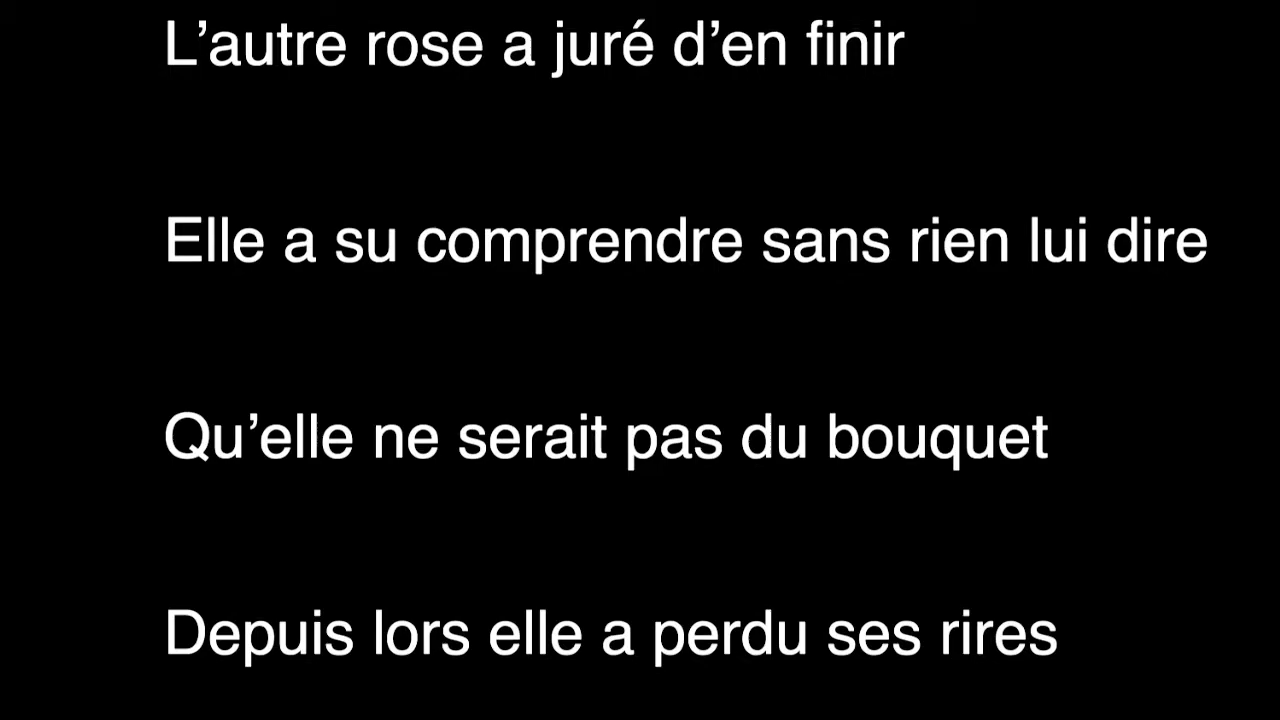 L’autre rose a juré d’en finir
Elle a su comprendre sans rien lui dire
Qu’elle ne serait pas du bouquet
Depuis lors elle a perdu ses rires